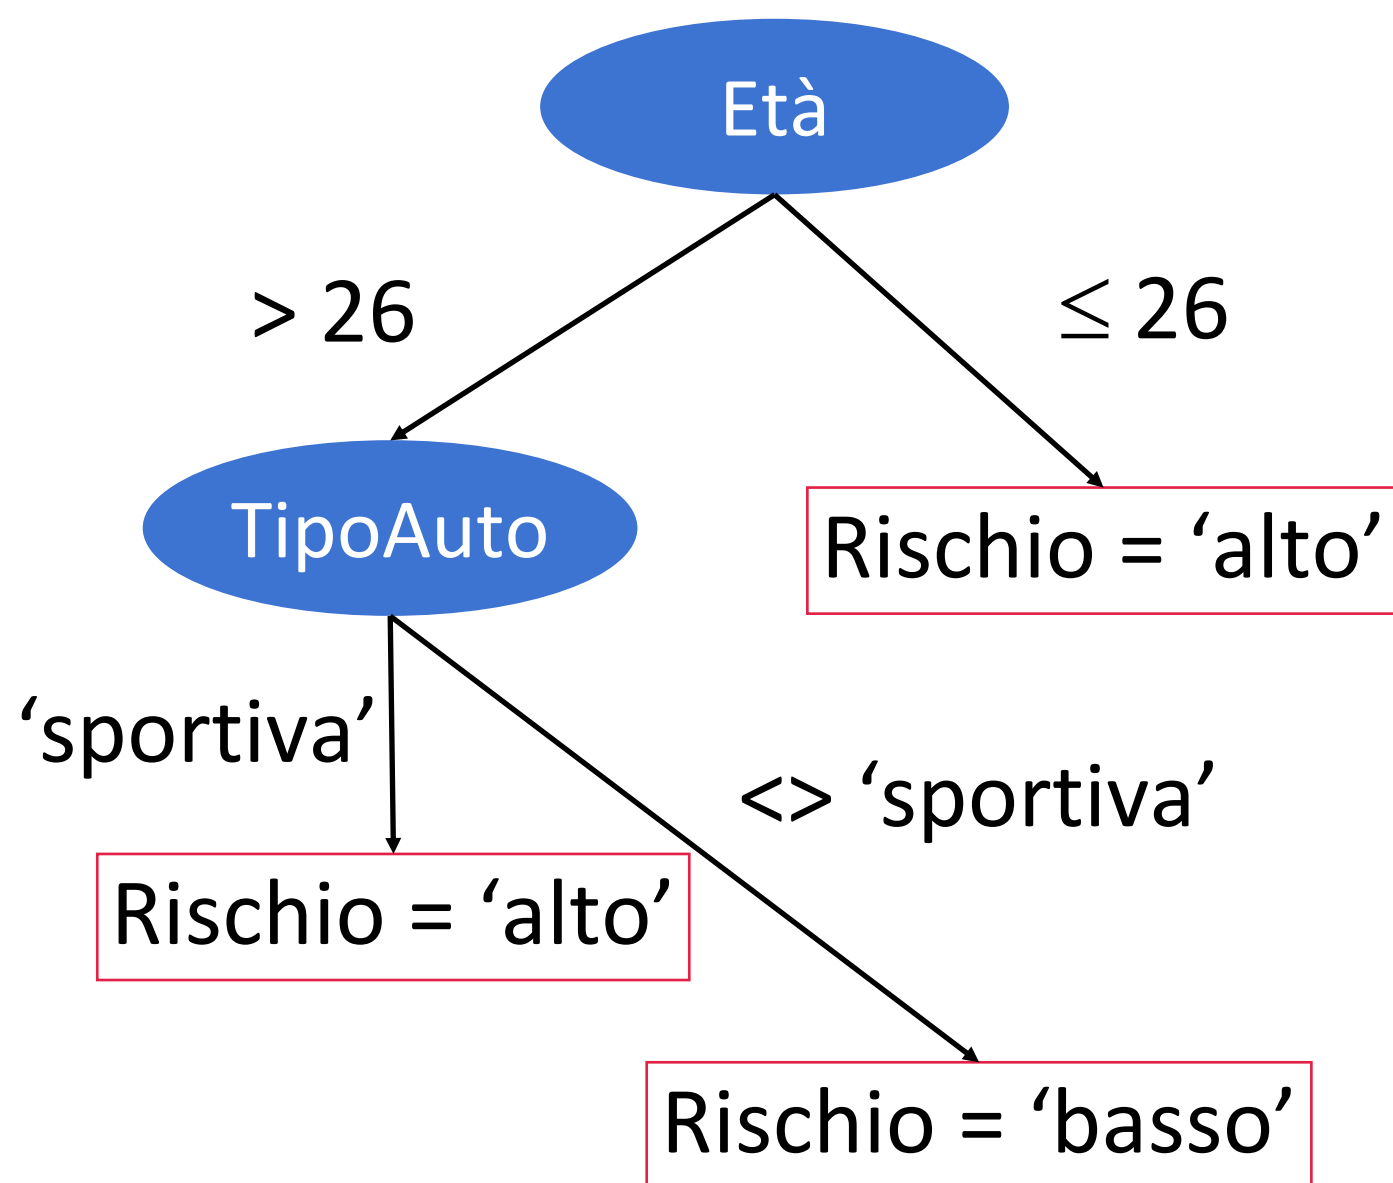 Età
> 26
≤ 26
TipoAuto
Rischio = ‘alto’
‘sportiva’
<> ‘sportiva’
Rischio = ‘alto’
Rischio = ‘basso’